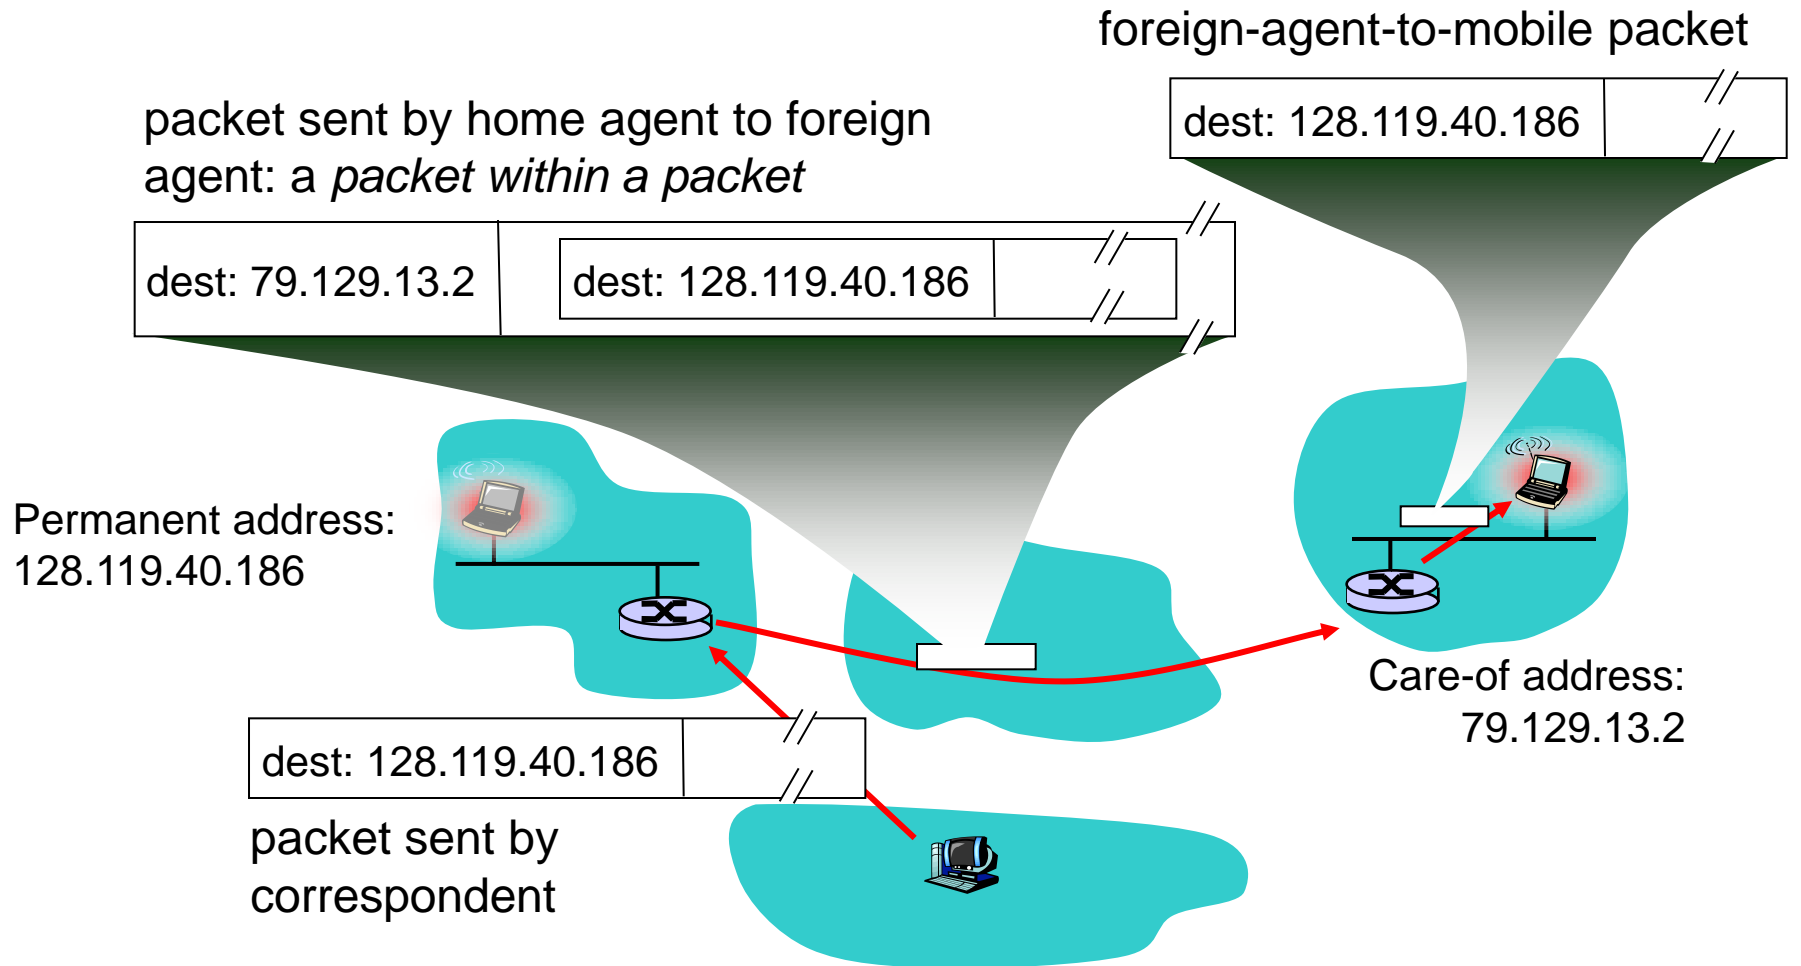 foreign-agent-to-mobile packet
dest: 128.119.40.186
packet sent by home agent to foreign
agent: a packet within a packet
dest: 79.129.13.2
dest: 128.119.40.186
Permanent address:
128.119.40.186
Care-of address:
79.129.13.2
dest: 128.119.40.186
packet sent by
correspondent